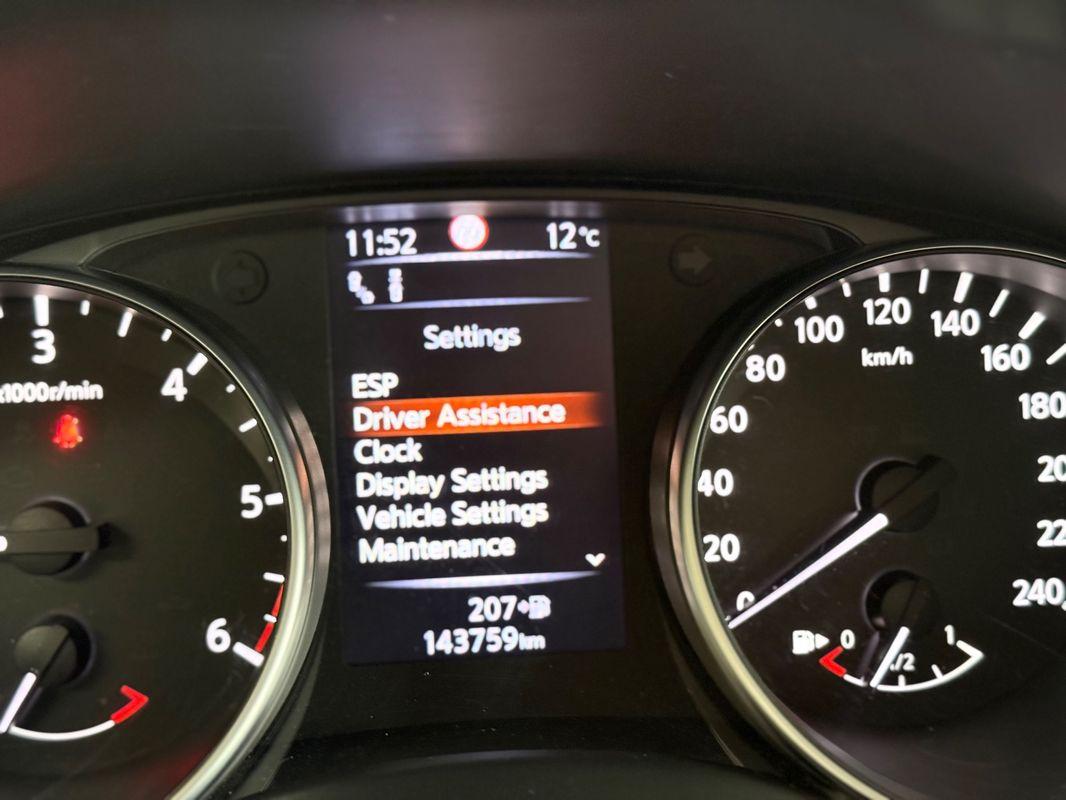 11:52 12°C
Settings
ESP
Driver Assistance
Clock
Display Settings
Vehicle Settings
Maintenance
207
143759km
3
4
5
6
x1000r/min
0
20
40
60
80
100
120
140
160
180
240
km/h
0
1/2
1